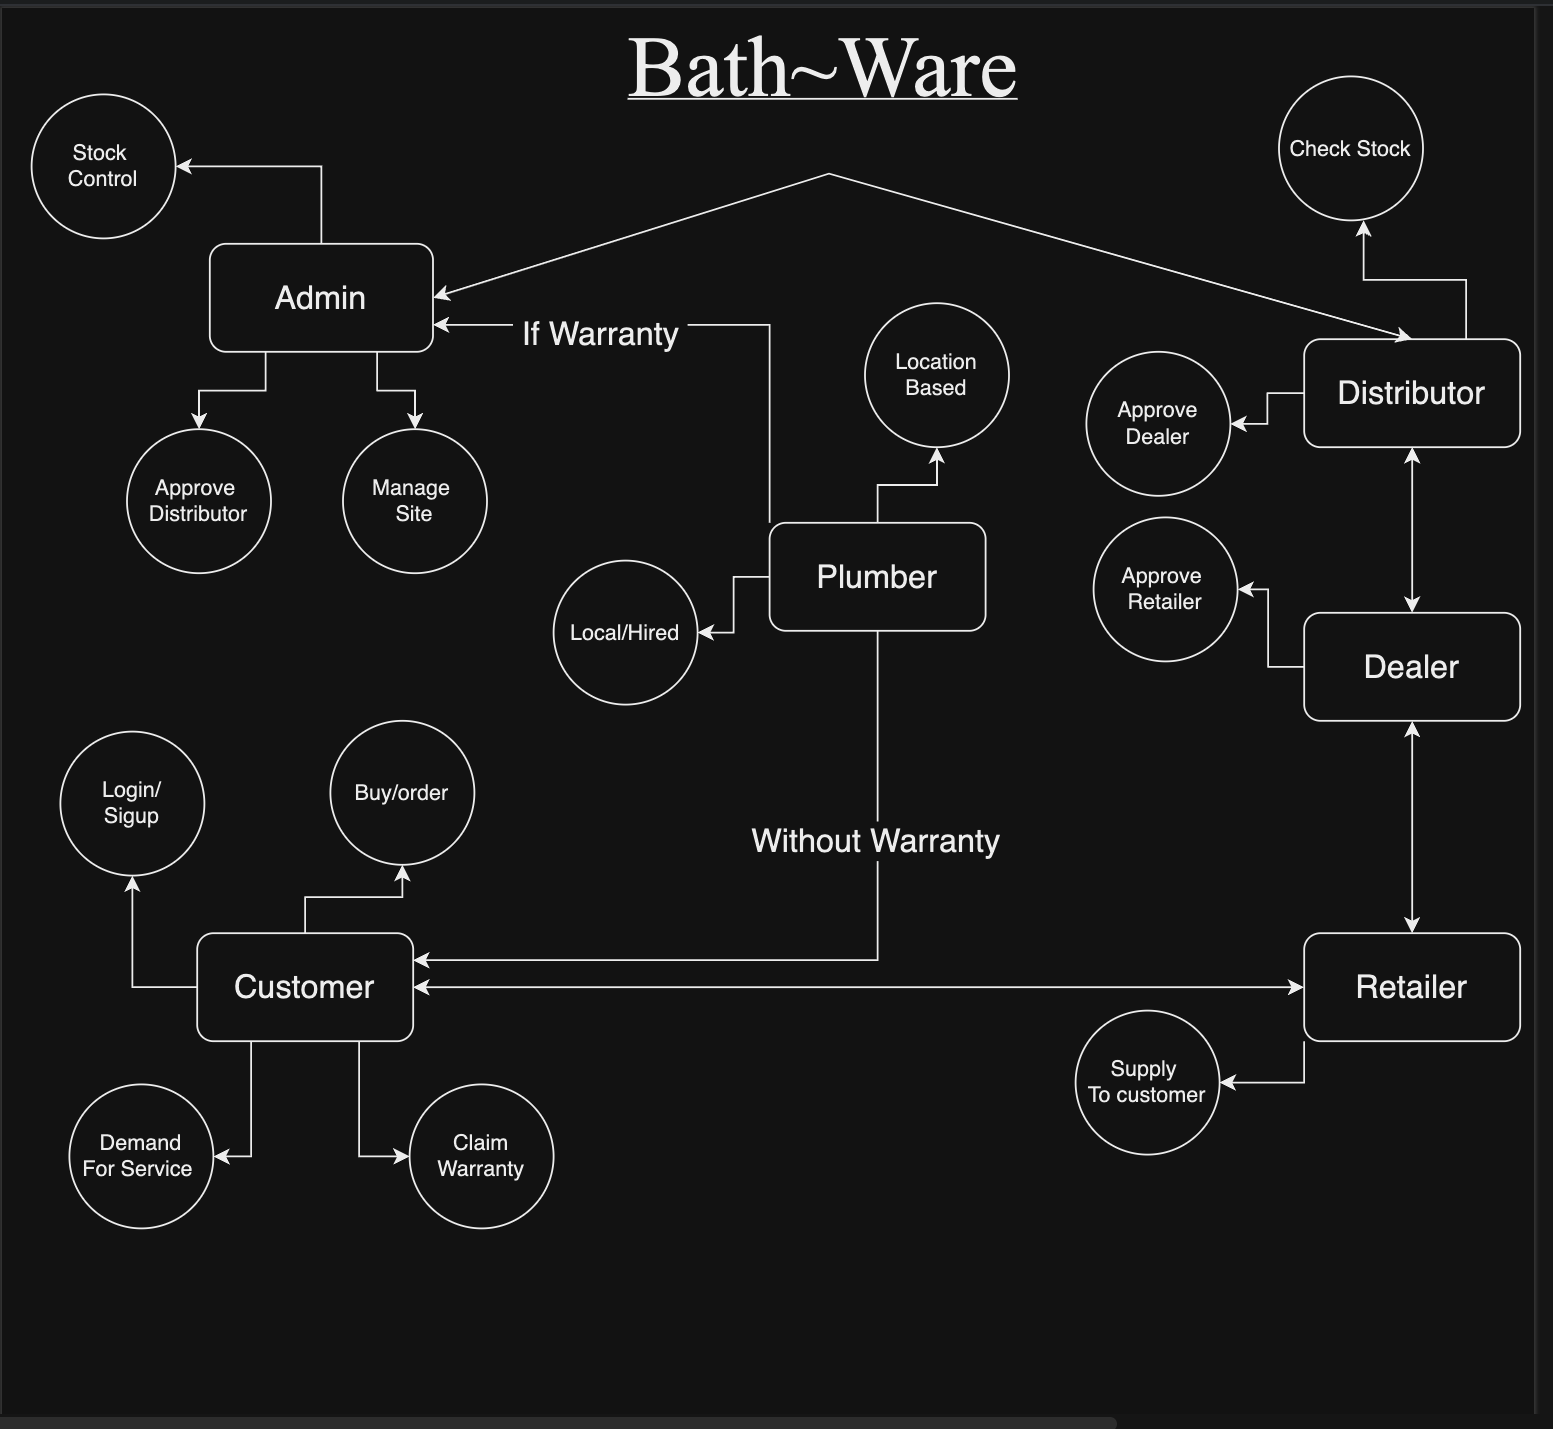 Bath~Ware
Stock
Control
Check Stock
Admin
If Warranty
Location
Based
Distributor
Approve
Dealer
Approve
Distributor
Manage
Site
Plumber
Approve
Retailer
Local/Hired
Dealer
Login/
Sigup
Buy/order
Without Warranty
Customer
Retailer
Supply
To customer
Demand
For Service
Claim
Warranty